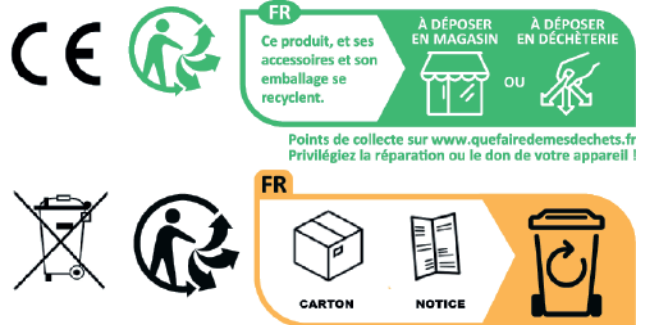 CE
FR
Ce produit, et ses
accessoires et son
emballage se
recyclent.
À DÉPOSER
EN MAGASIN
OU
À DÉPOSER
EN DÉCHÈTERIE
Points de collecte sur www.quefairedemesdechets.fr
Privilégiez la réparation ou le don de votre appareil !
FR
CARTON
NOTICE